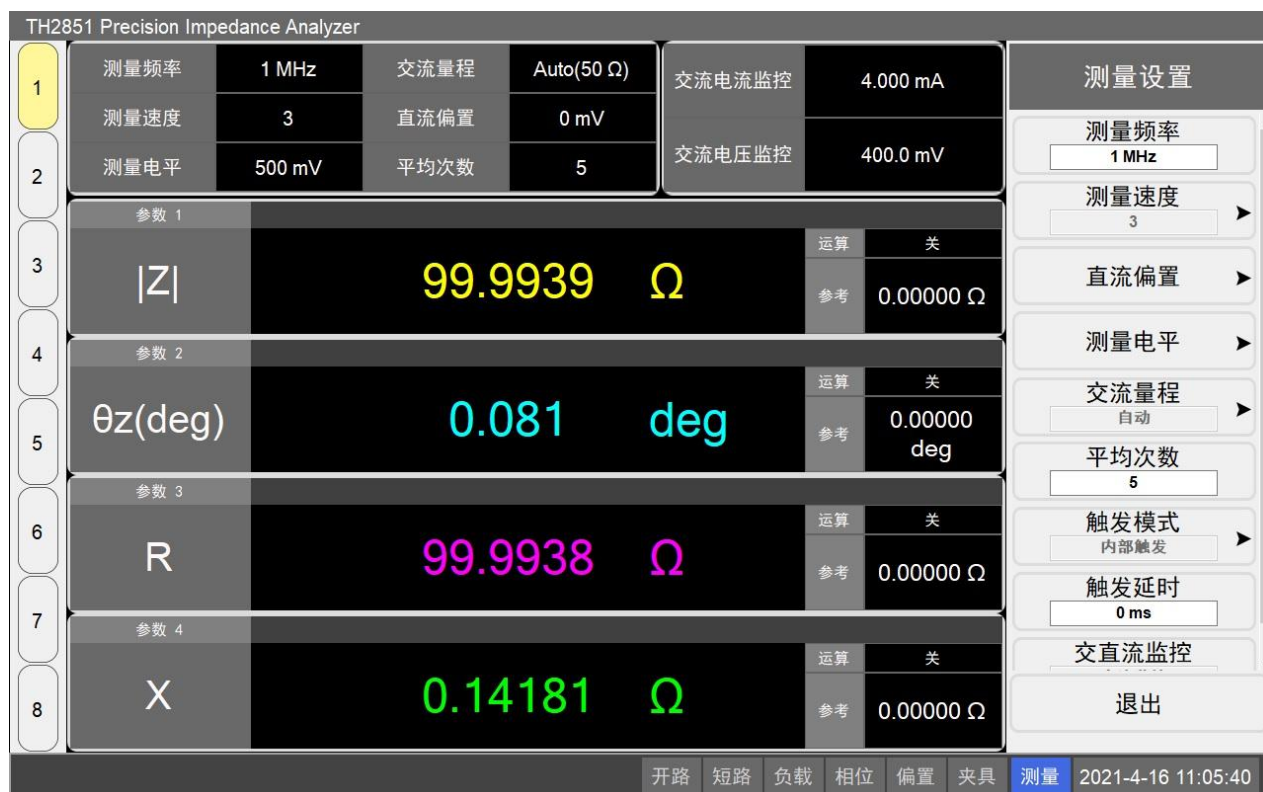 TH2851 Precision Impedance Analyzer
1
2
3
4
5
6
7
8
测量频率 1 MHz 交流量程 Auto(50 Ω)
测量速度 3 直流偏置 0 mV
测量电平 500 mV 平均次数 5
交流电流监控 4.000 mA
交流电压监控 400.0 mV
参数 1
|Z| 99.9939 Ω
运算 关
参考 0.00000 Ω
参数 2
θz(deg) 0.081 deg
运算 关
参考 0.00000
deg
参数 3
R 99.9938 Ω
运算 关
参考 0.00000 Ω
参数 4
X 0.14181 Ω
运算 关
参考 0.00000 Ω
测量设置
测量频率
1 MHz
测量速度
3
直流偏置
测量电平
交流量程
自动
平均次数
5
触发模式
内部触发
触发延时
0 ms
交直流监控
退出
开路 短路 负载 相位 偏置 夹具 测量 2021-4-16 11:05:40